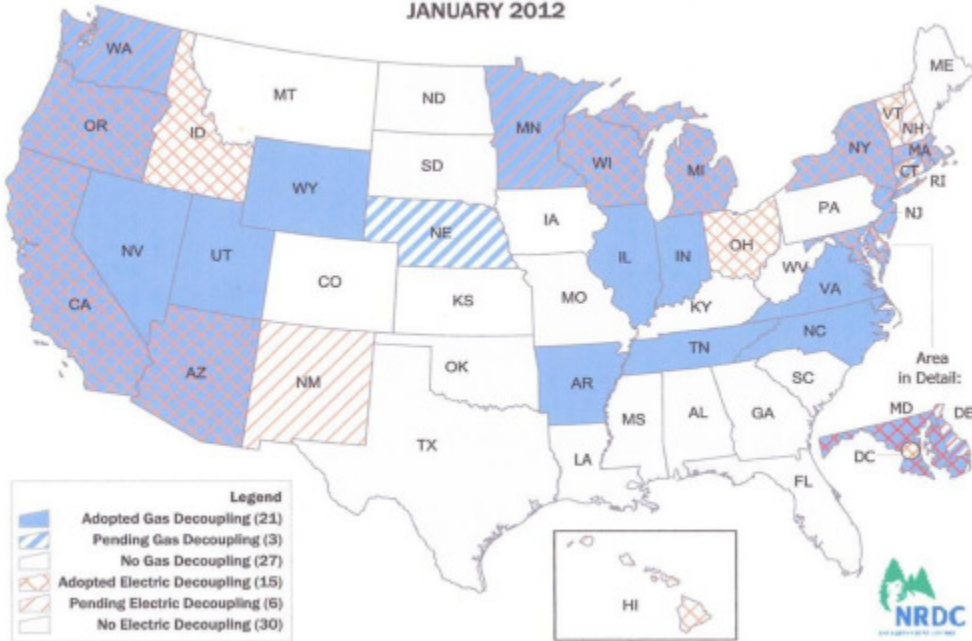 JANUARY 2012
WA
OR
ID
MT
ND
SD
MN
WI
MI
WY
NE
IA
NV
UT
CO
KS
MO
IL
IN
OH
KY
WV
PA
NY
VT
NH
ME
MA
CT
RI
NJ
VA
NC
TN
CA
AZ
NM
OK
AR
TX
LA
MS
AL
GA
SC
FL
Area
in Detail:
MD
DE
DC
HI
Legend
Adopted Gas Decoupling (21)
Pending Gas Decoupling (3)
No Gas Decoupling (27)
Adopted Electric Decoupling (15)
Pending Electric Decoupling (6)
No Electric Decoupling (30)
NRDC